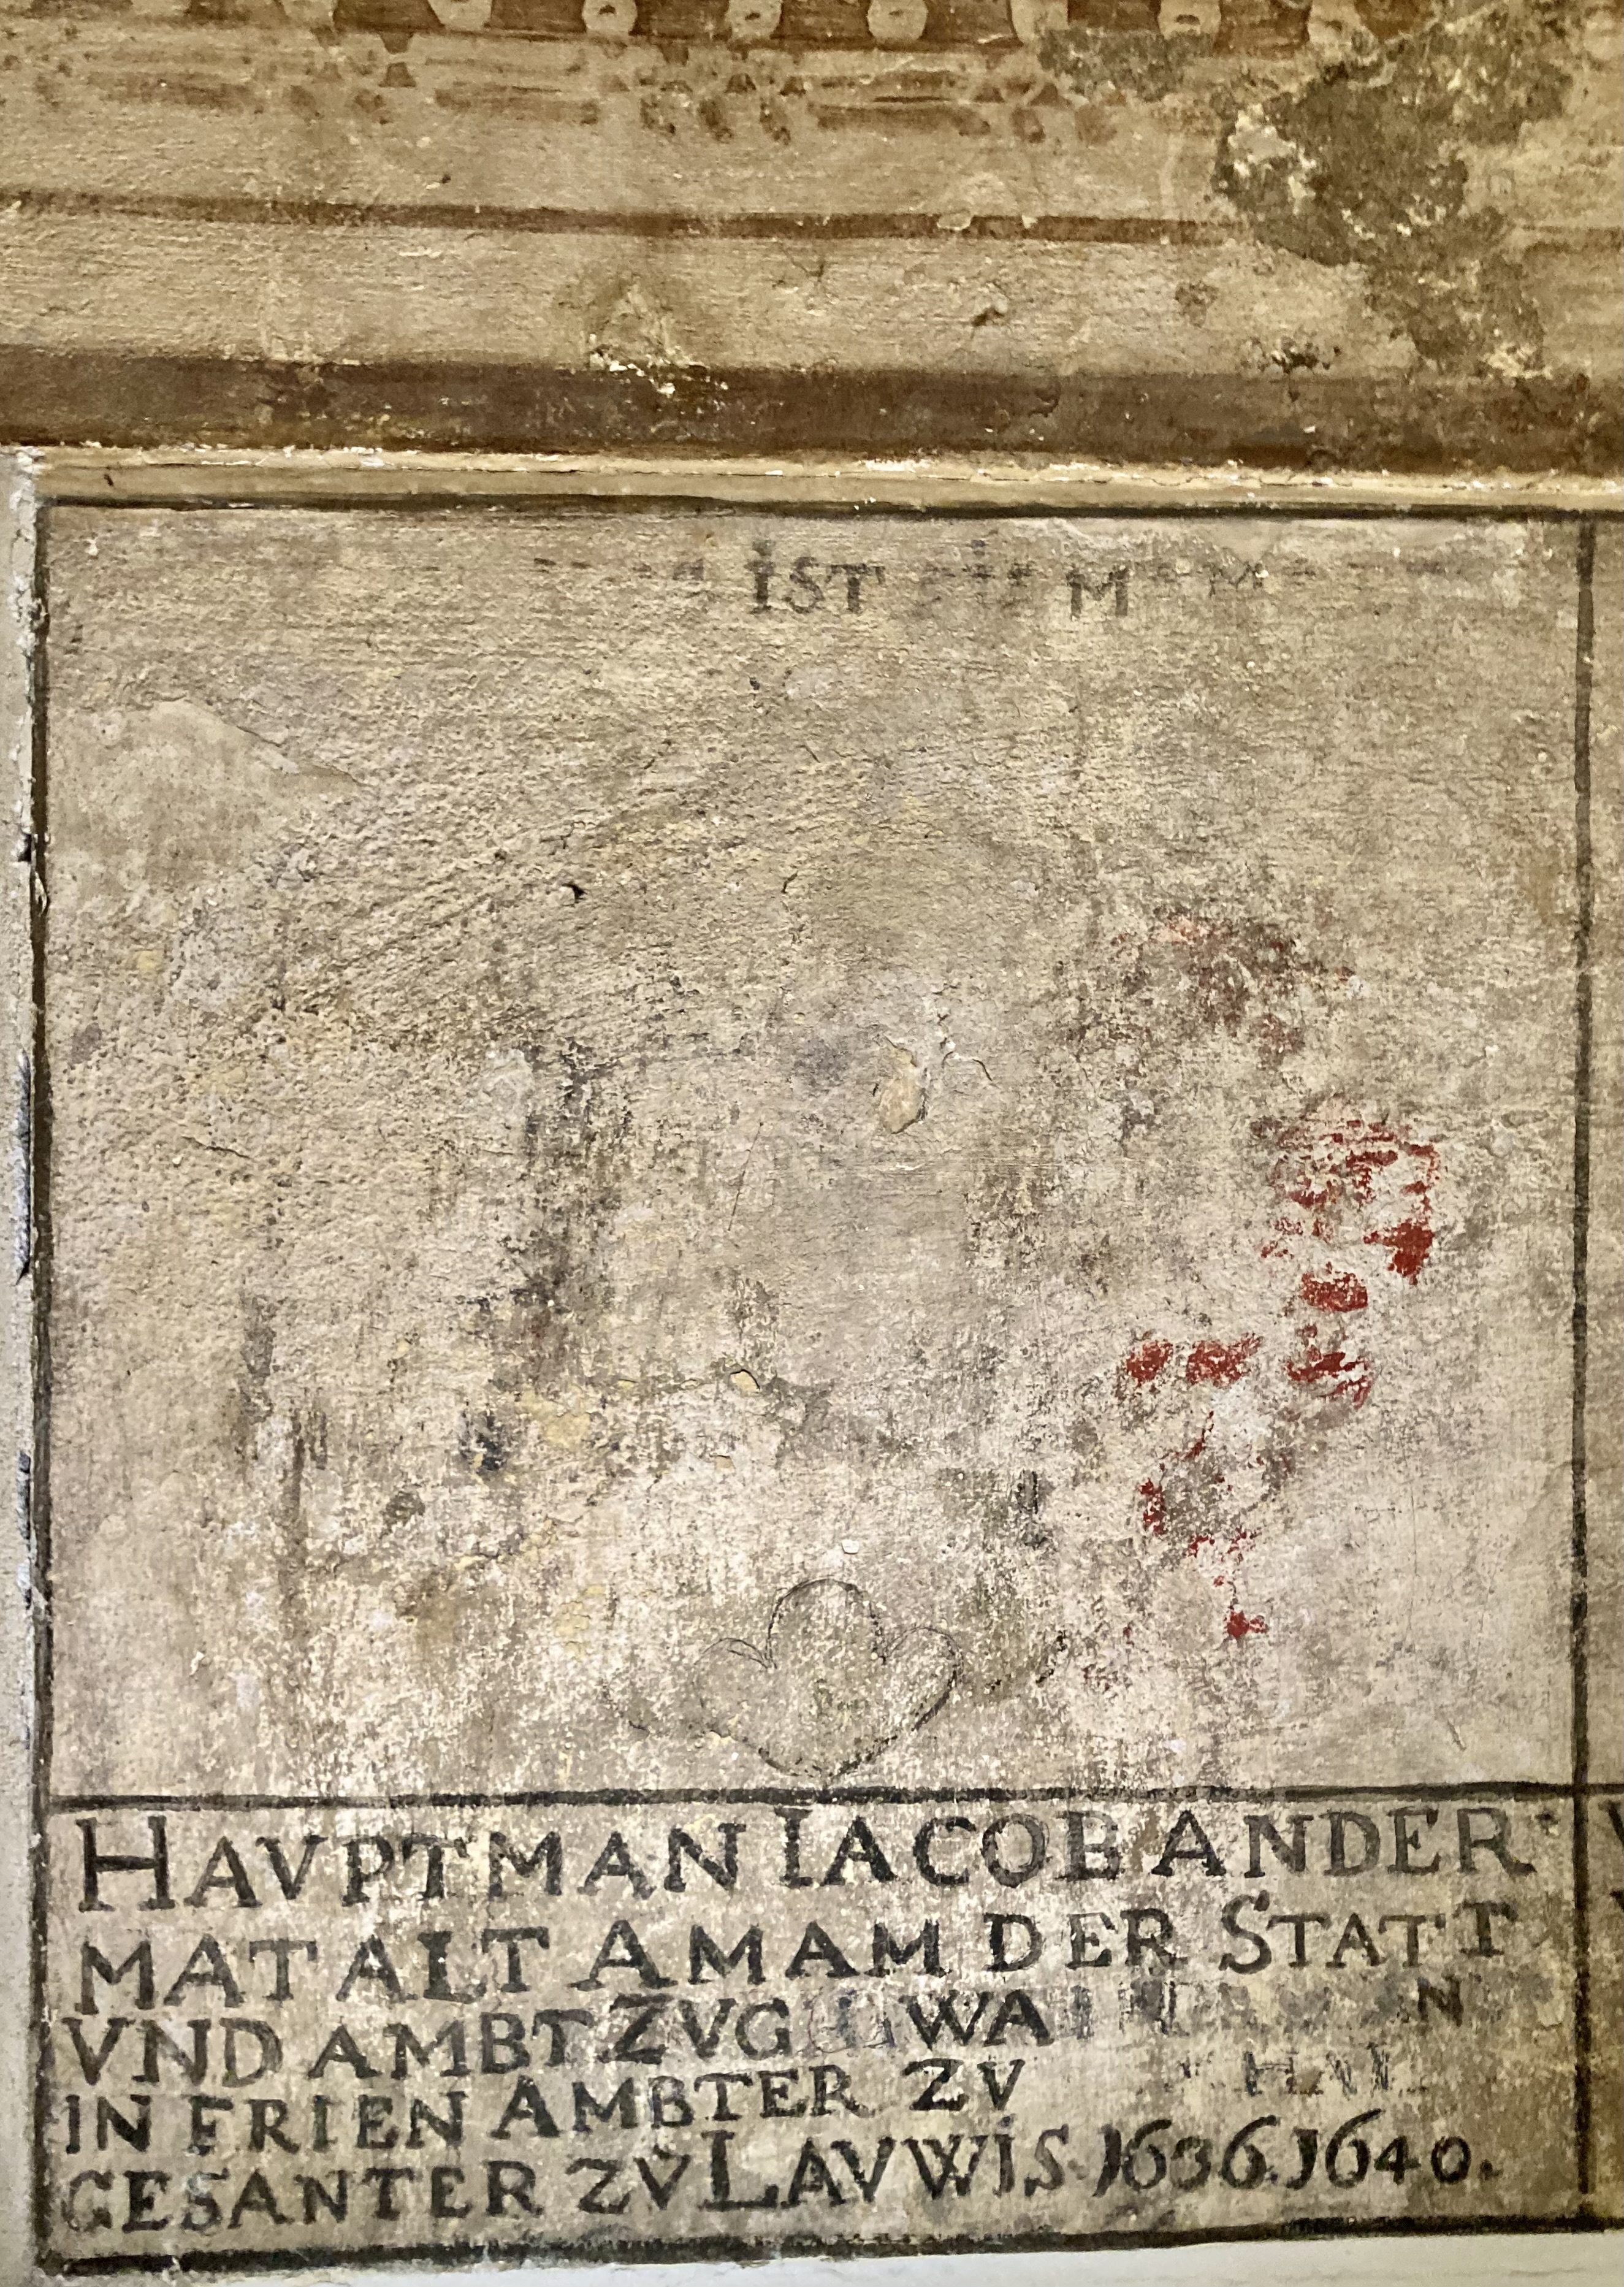 IST
HAVPTMAN IACOB ANDER
MAT ALT AMAM DER STATT
VND AMBT ZVG WA
IN FRIEN AMBTER ZV
GESANTER ZV LAVWIS 1636. 1640.